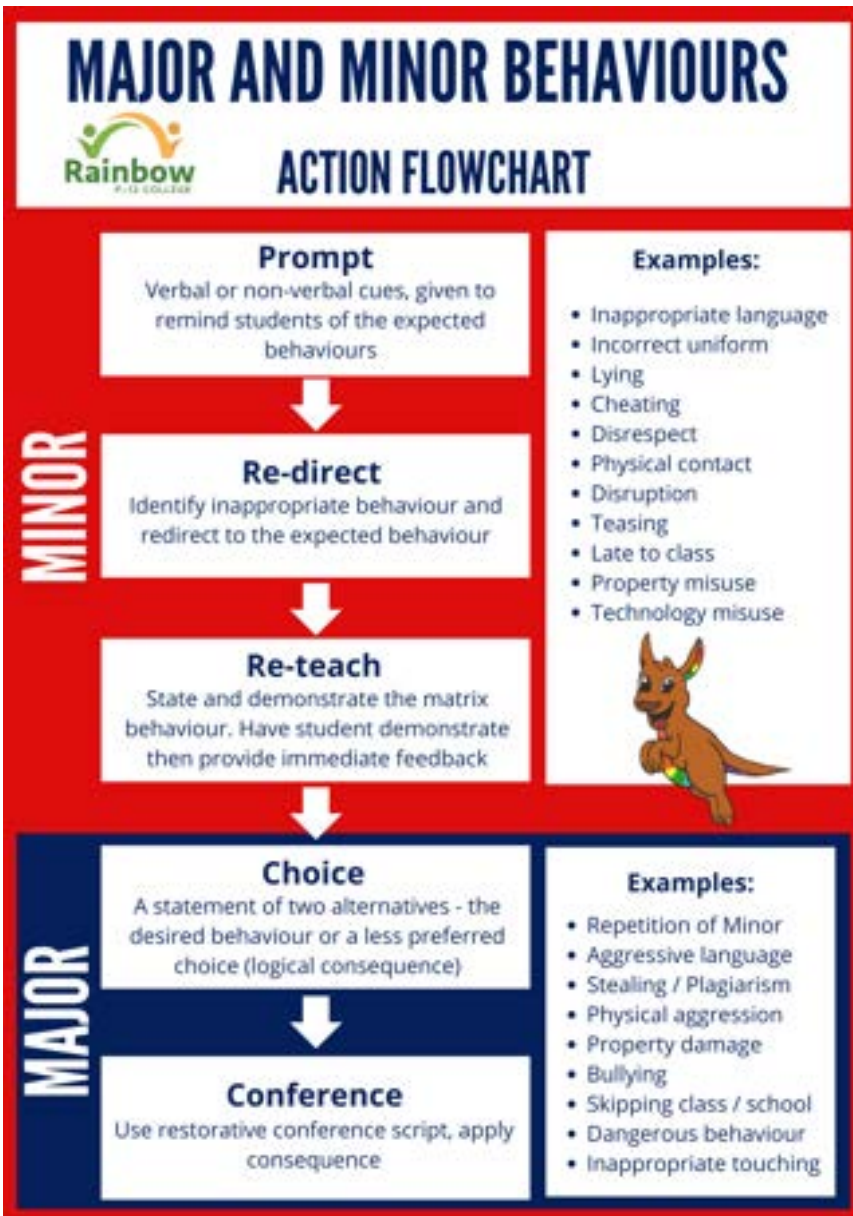 MAJOR AND MINOR BEHAVIOURS
Rainbow
P-12 COLLEGE
ACTION FLOWCHART
MINOR
Prompt
Verbal or non-verbal cues, given to
remind students of the expected
behaviours
Re-direct
Identify inappropriate behaviour and
redirect to the expected behaviour
Re-teach
State and demonstrate the matrix
behaviour. Have student demonstrate
then provide immediate feedback
Examples:
• Inappropriate language
• Incorrect uniform
• Lying
• Cheating
• Disrespect
• Physical contact
• Disruption
• Teasing
• Late to class
• Property misuse
• Technology misuse
MAJOR
Choice
A statement of two alternatives - the
desired behaviour or a less preferred
choice (logical consequence)
Conference
Use restorative conference script, apply
consequence
Examples:
• Repetition of Minor
• Aggressive language
• Stealing / Plagiarism
• Physical aggression
• Property damage
• Bullying
• Skipping class / school
• Dangerous behaviour
• Inappropriate touching